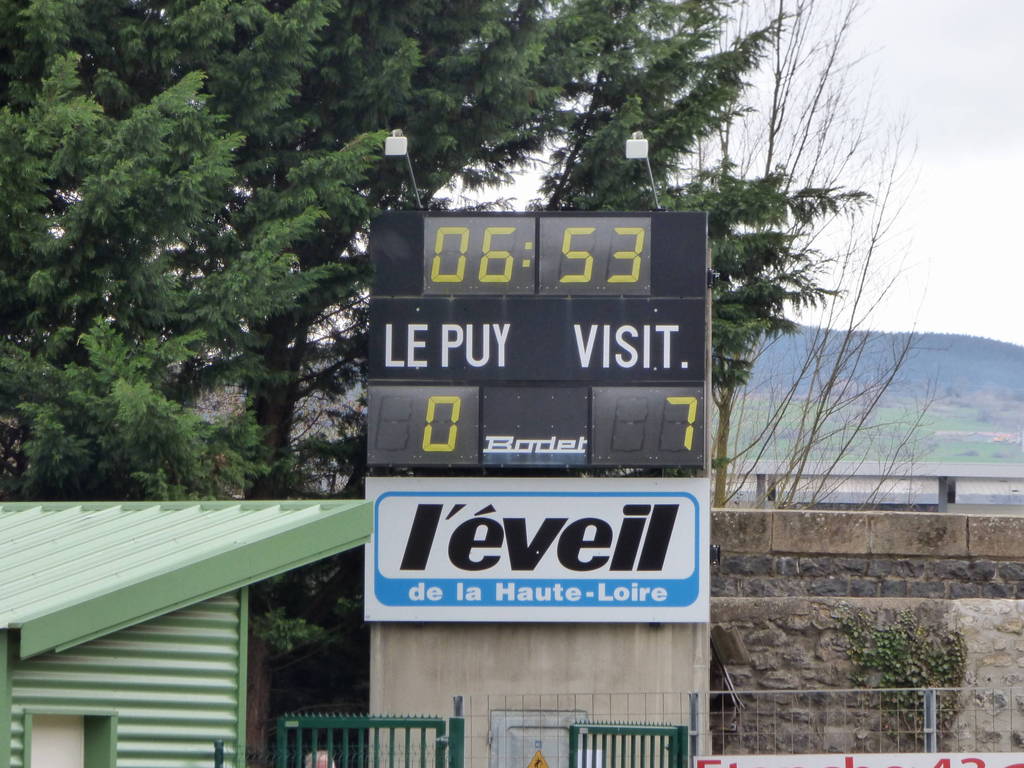 06:53
LE PUY VISIT.
0 7
Bodet
l'éveil
de la Haute-Loire